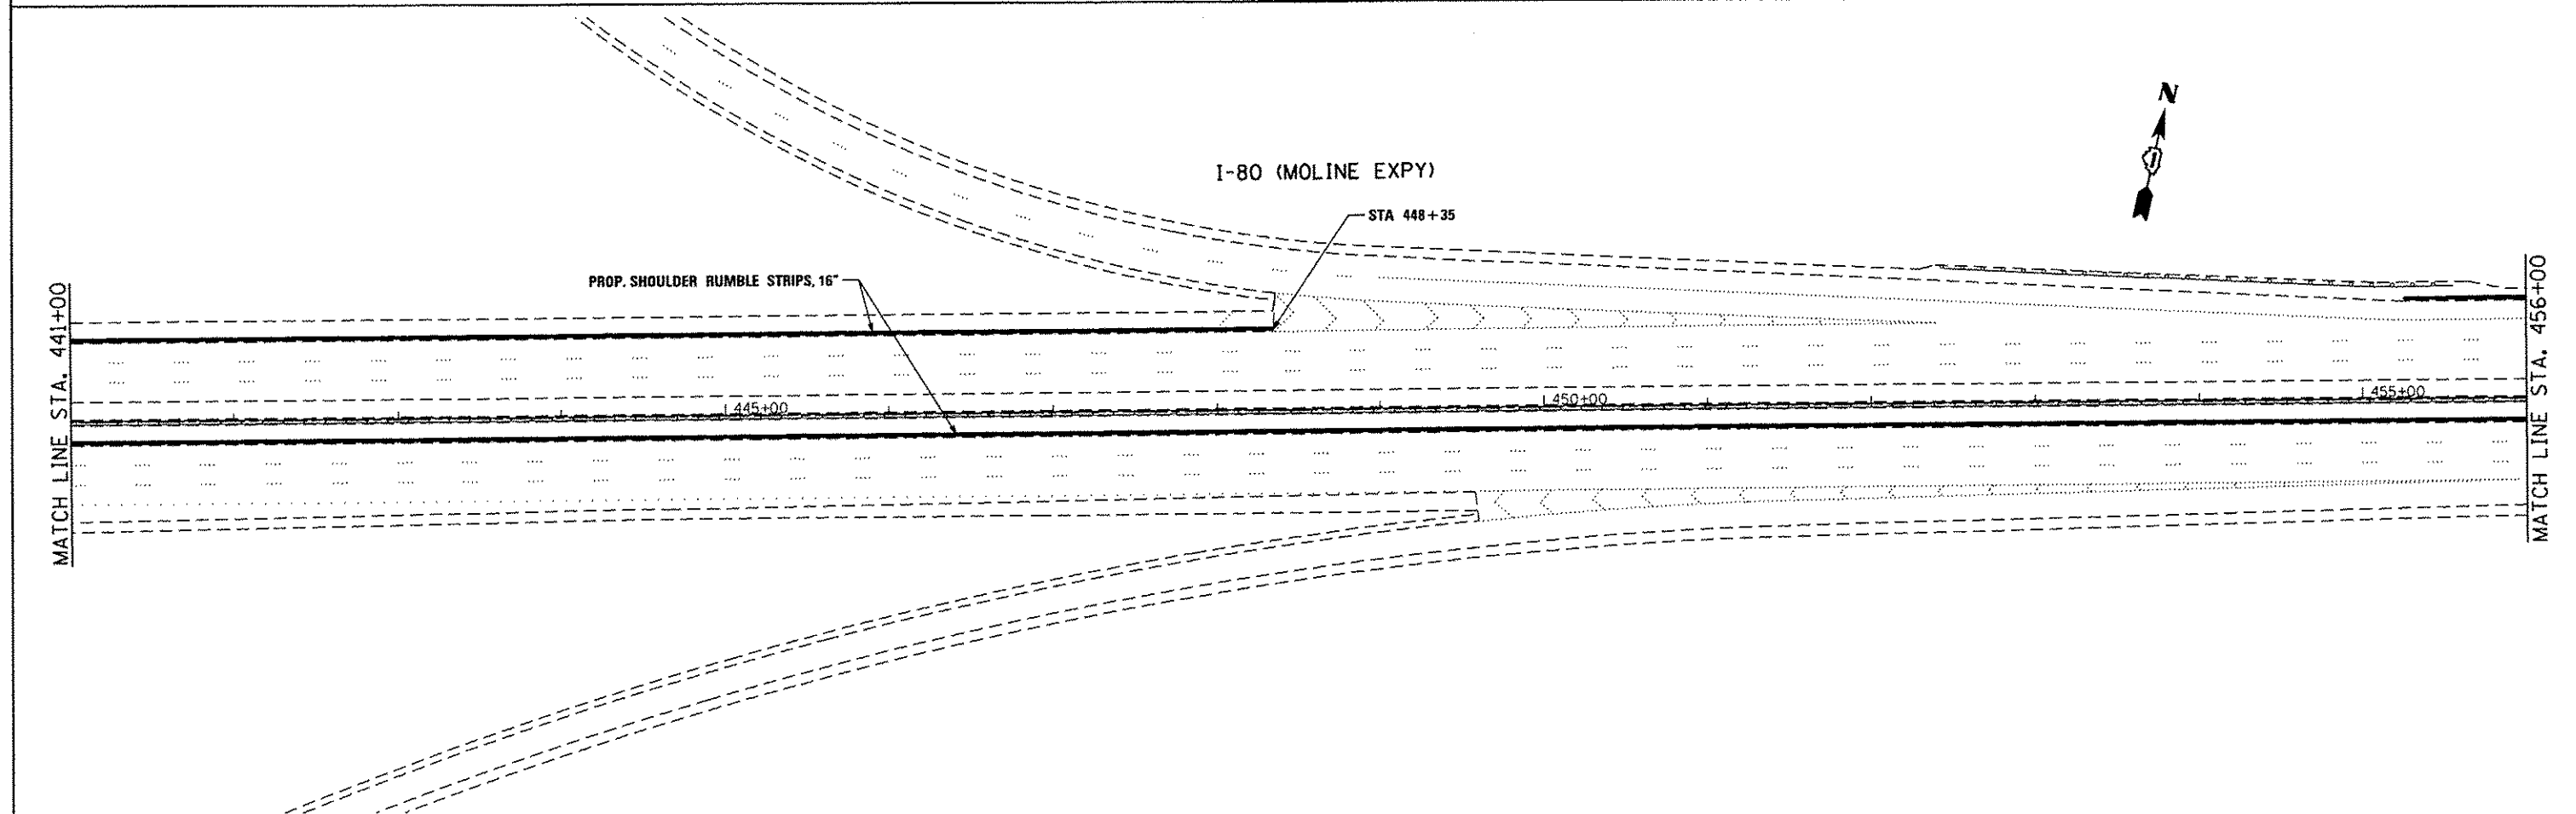 N
I-80 (MOLINE EXPY)
STA 448+35
PROP. SHOULDER RUMBLE STRIPS, 16"
MATCH LINE STA. 441+00
MATCH LINE STA. 456+00
445+00
450+00
455+00